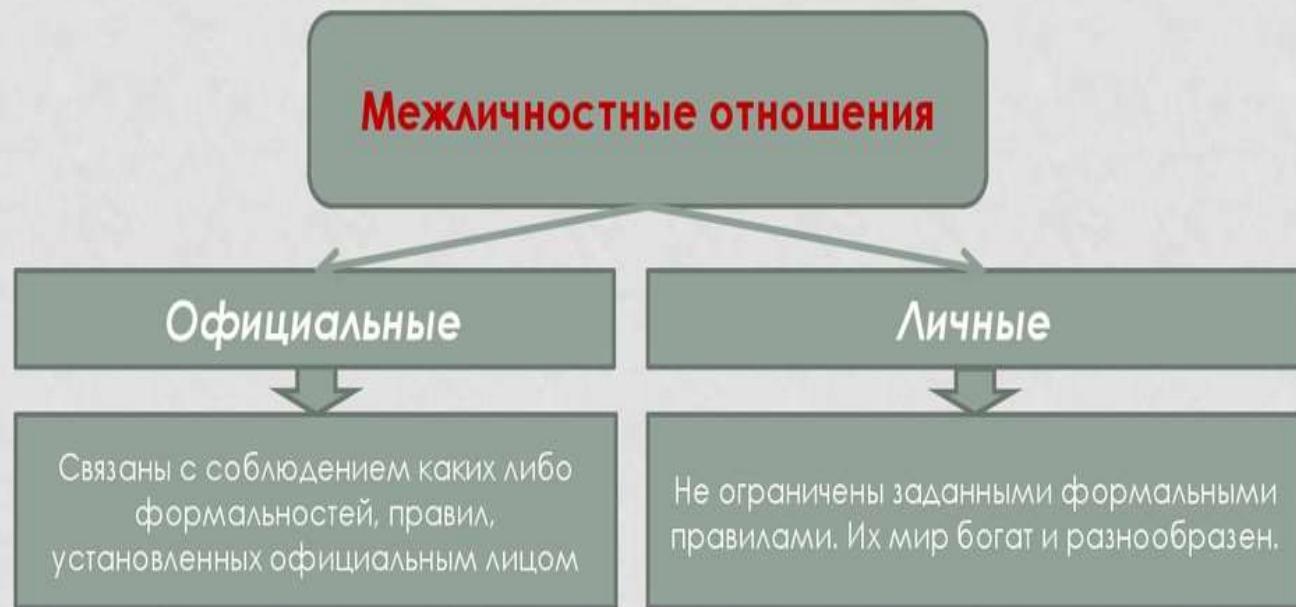 Межличностные отношения
Официальные
Личные
Связаны с соблюдением каких либо
формальностей, правил,
установленных официальным лицом
Не ограничены заданными формальными
правилами. Их мир богат и разнообразен.